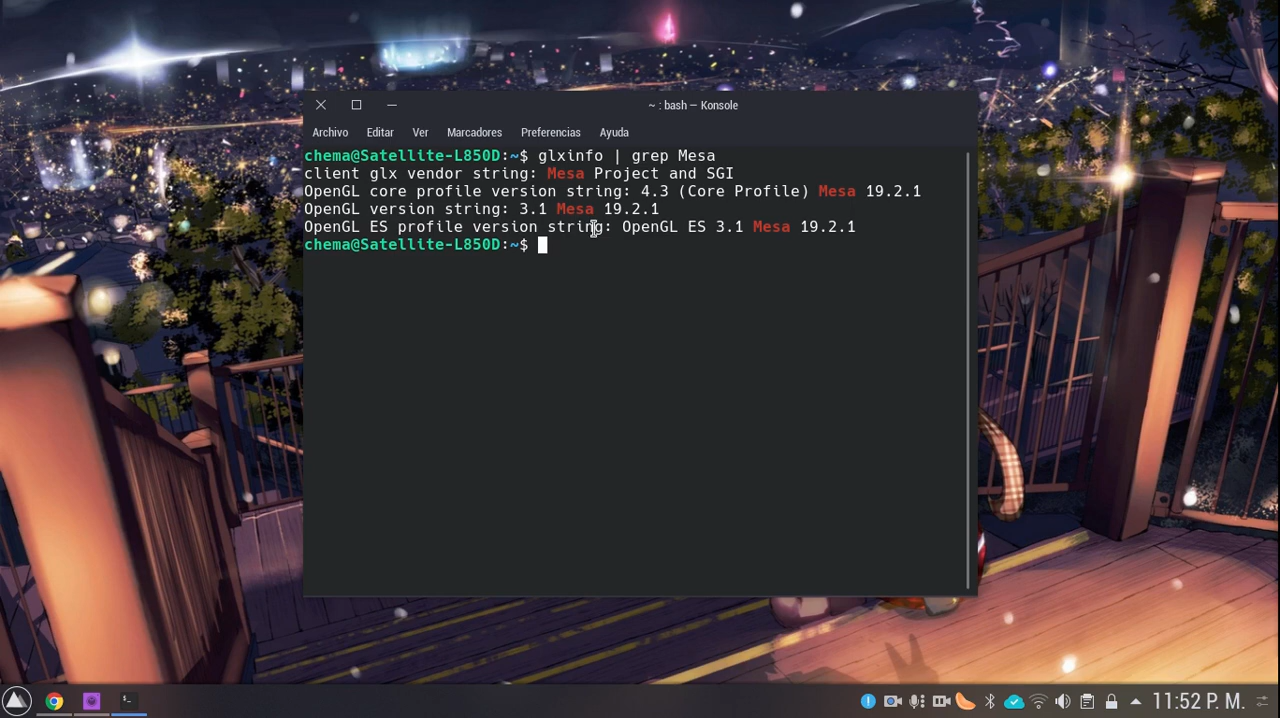 ~ : bash — Konsole
Archivo Editar Ver Marcadores Preferencias Ayuda
chema@Satellite-L850D:~$ glxinfo | grep Mesa
client glx vendor string: Mesa Project and SGI
OpenGL core profile version string: 4.3 (Core Profile) Mesa 19.2.1
OpenGL version string: 3.1 Mesa 19.2.1
OpenGL ES profile version string: OpenGL ES 3.1 Mesa 19.2.1
chema@Satellite-L850D:~$
11:52 P. M.